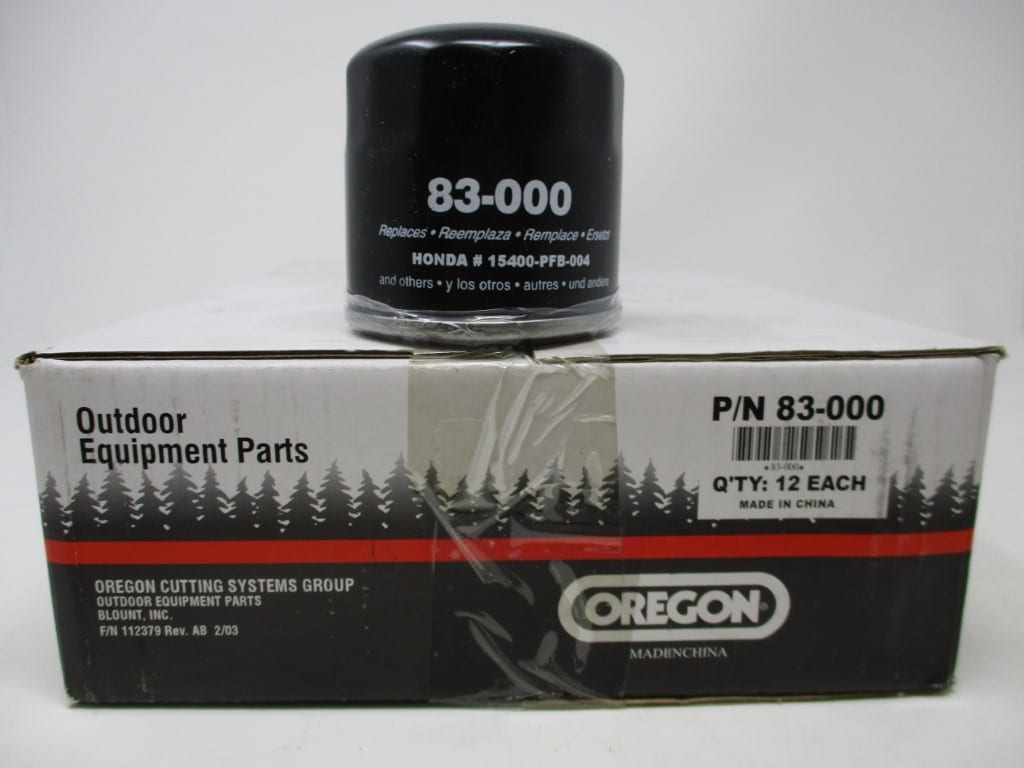 83-000
Replaces • Reemplaza • Remplace • Ersetzt
HONDA # 15400-PFB-004
and others • y los otros • autres • und andere
Outdoor
Equipment Parts
P/N 83-000
*83-000*
Q'TY: 12 EACH
MADE IN CHINA
OREGON CUTTING SYSTEMS GROUP
OUTDOOR EQUIPMENT PARTS
BLOUNT, INC.
F/N 112379 Rev. AB 2/03
OREGON
MADEINCHINA